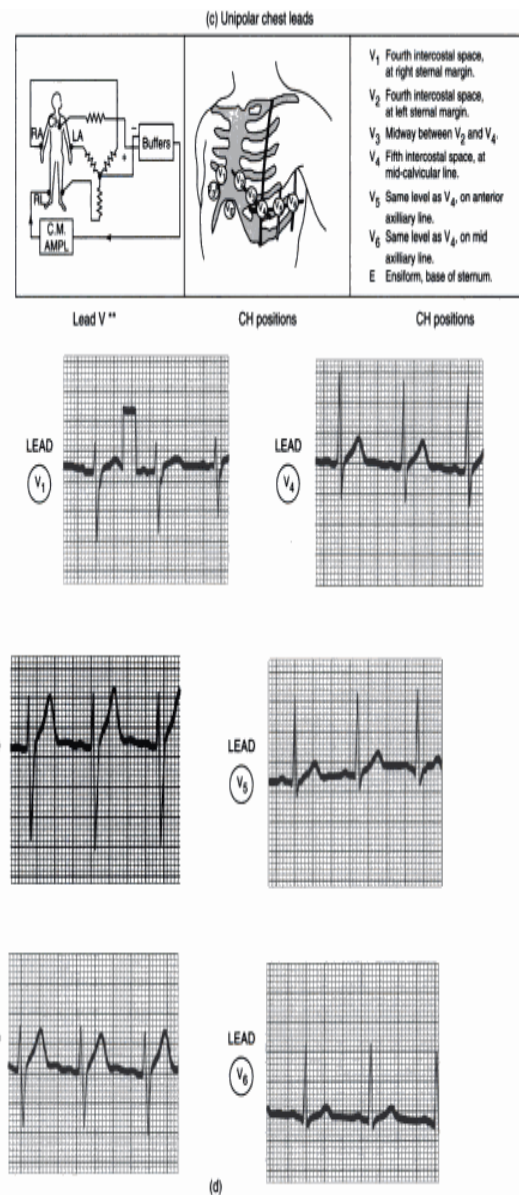 (c) Unipolar chest leads
RA
LA
RL
+
−
Buffers
C.M.
AMPL
V1 Fourth intercostal space,
at right sternal margin.
V2 Fourth intercostal space,
at left sternal margin.
V3 Midway between V2 and V4.
V4 Fifth intercostal space, at
mid-calvicular line.
V5 Same level as V4, on anterior
axilliary line.
V6 Same level as V4, on mid
axilliary line.
E Ensiform, base of sternum.
Lead V **
CH positions
CH positions
LEAD
V1
LEAD
V4
LEAD
V5
LEAD
V6
(d)